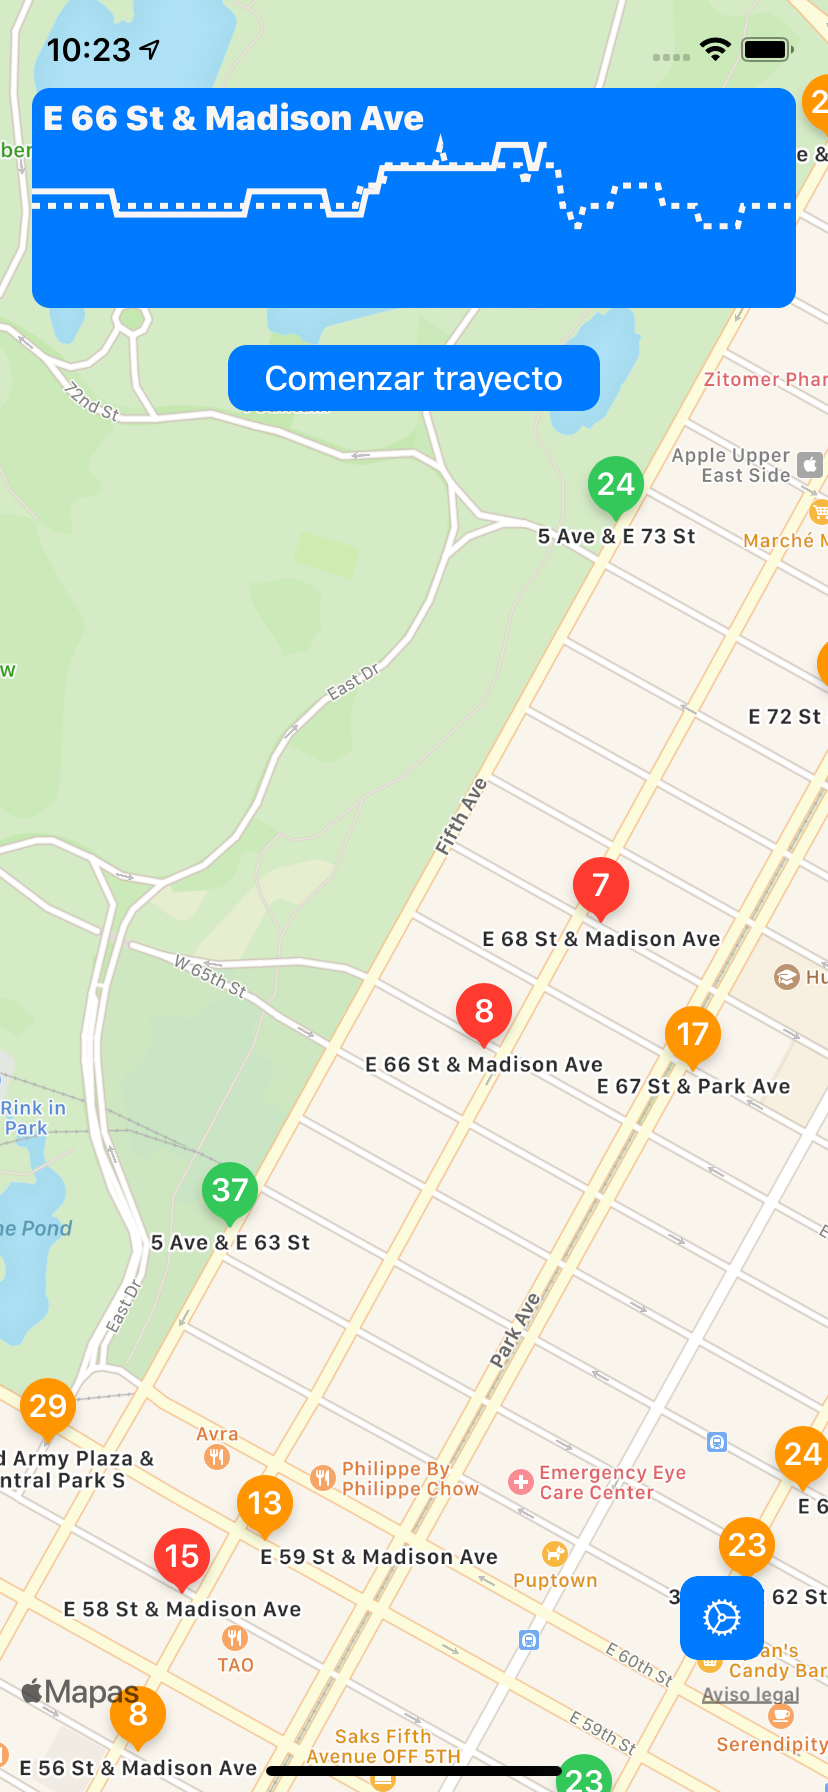 10:23
E 66 St & Madison Ave
e &
Comenzar trayecto
72nd St
Zitomer Phar
Apple Upper
East Side
24
5 Ave & E 73 St
Marché M
w
East Dr
E 72 St
Fifth Ave
7
E 68 St & Madison Ave
W 65th St
8
E 66 St & Madison Ave
17
E 67 St & Park Ave
Hu
Rink in
Park
37
5 Ave & E 63 St
ne Pond
East Dr
Park Ave
29
d Army Plaza &
ntral Park S
Avra
Philippe By
Philippe Chow
Emergency Eye
Care Center
24
E 6
13
E 59 St & Madison Ave
15
E 58 St & Madison Ave
Puptown
23
3
62 St
TAO
E 60th St
an's
Candy Bar
Mapas
Aviso legal
8
E 56 St & Madison Ave
E 59th St
Saks Fifth
Avenue OFF 5TH
Serendipity
23